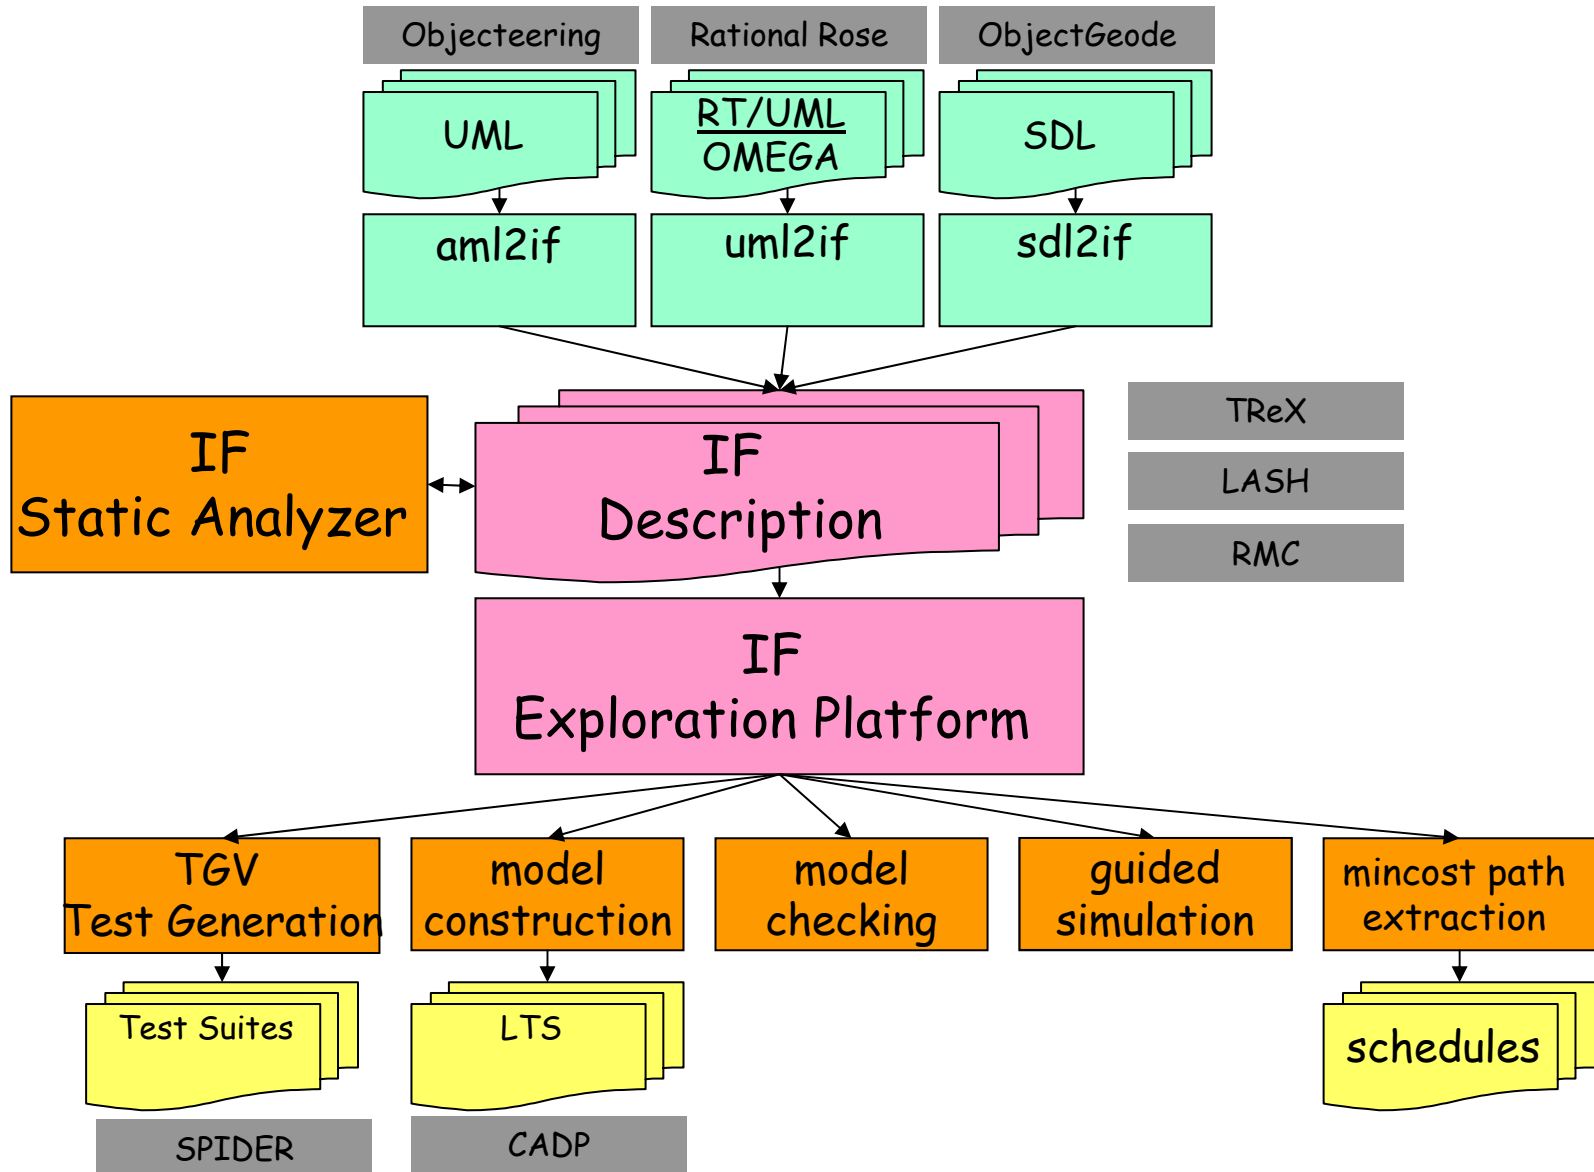 Objecteering
Rational Rose
ObjectGeode
UML
RT/UML
OMEGA
SDL
aml2if
uml2if
sdl2if
IF
Static Analyzer
IF
Description
TReX
LASH
RMC
IF
Exploration Platform
TGV
Test Generation
model
construction
model
checking
guided
simulation
mincost path
extraction
Test Suites
LTS
schedules
SPIDER
CADP